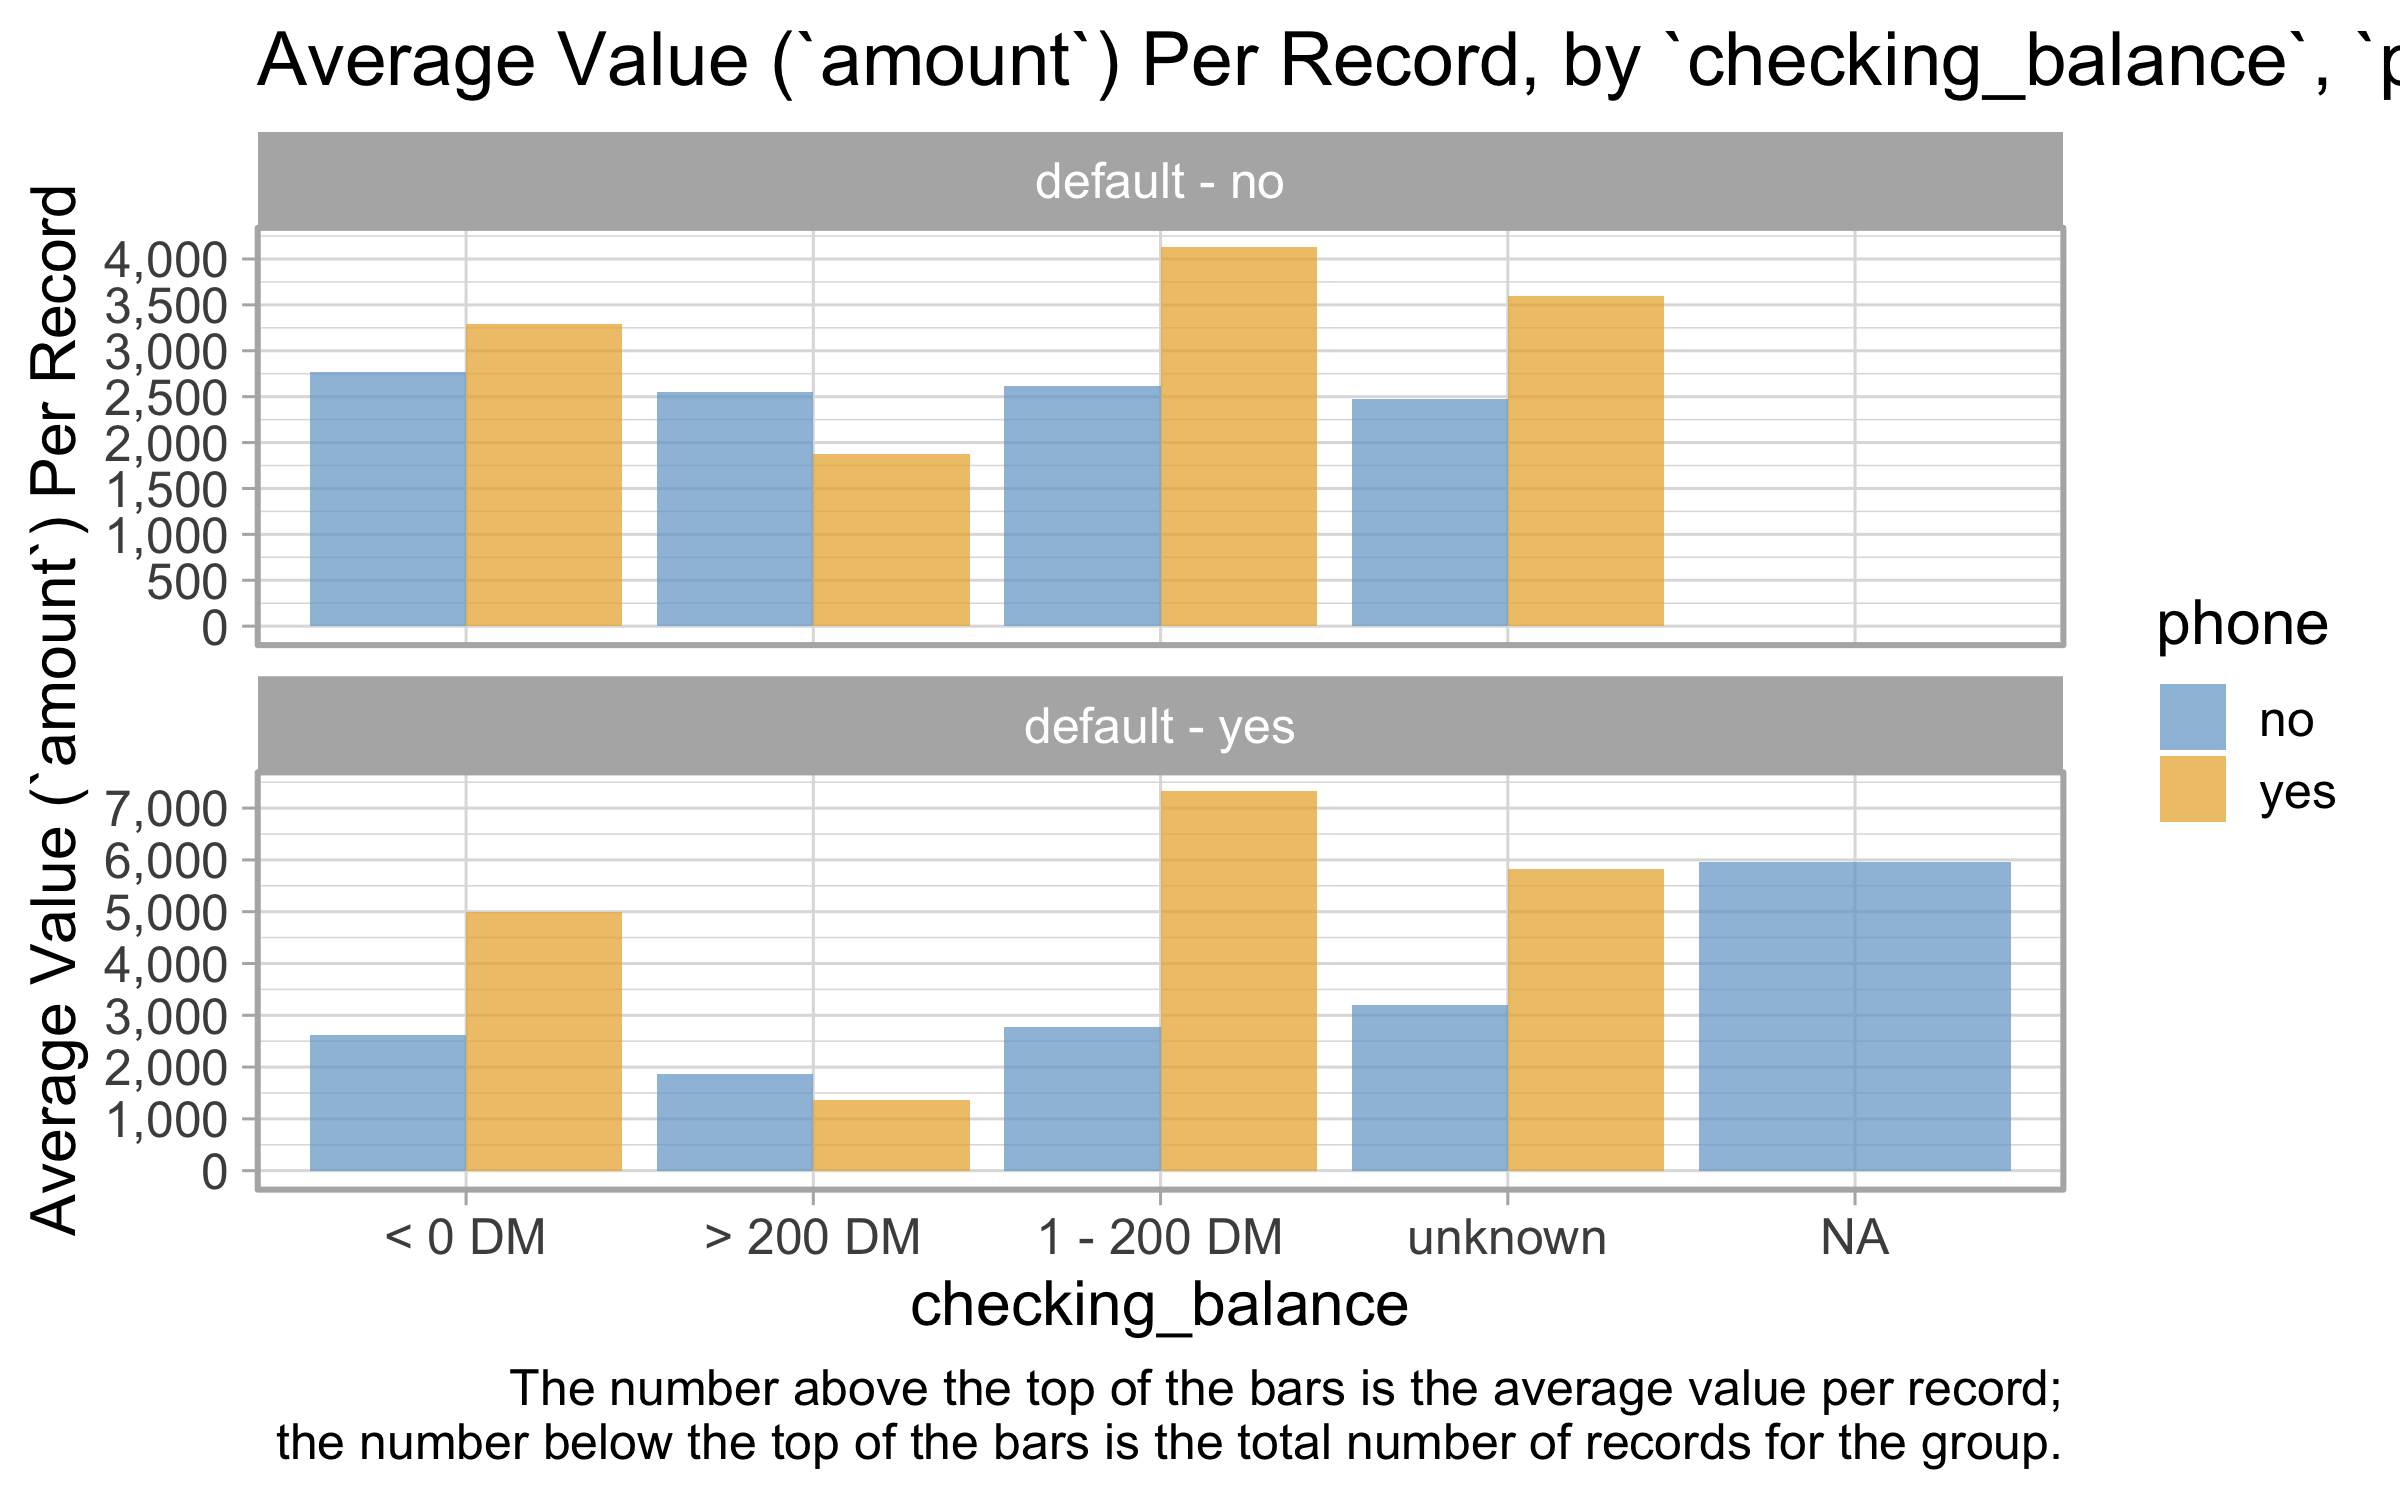 Average Value (`amount`) Per Record, by `checking_balance`, `p
default - no
Average Value (`amount`) Per Record
4,000
3,500
3,000
2,500
2,000
1,500
1,000
500
0
default - yes
7,000
6,000
5,000
4,000
3,000
2,000
1,000
0
phone
no
yes
< 0 DM
> 200 DM
1 - 200 DM
unknown
NA
checking_balance
The number above the top of the bars is the average value per record;
the number below the top of the bars is the total number of records for the group.